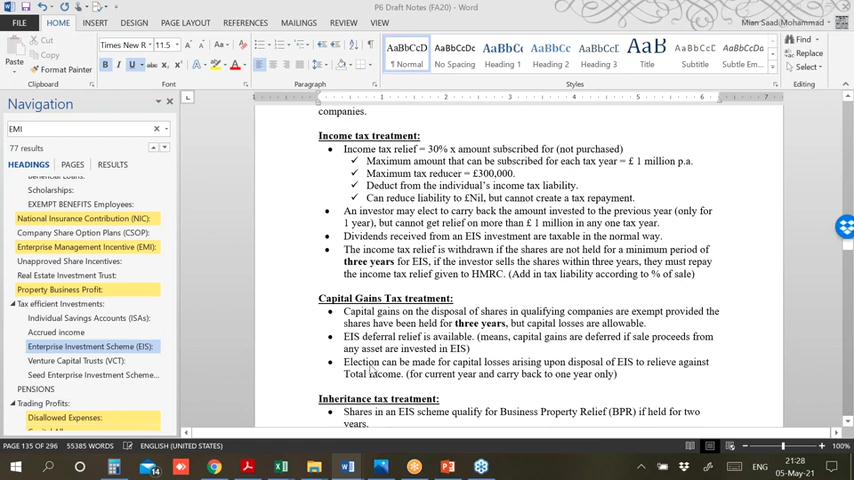 P6 Draft Notes (FA20) - Word
Mian Saad Mohammad
FILE HOME INSERT DESIGN PAGE LAYOUT REFERENCES MAILINGS REVIEW VIEW
Cut
Copy
Format Painter
Paste
Times New R 11.5
B I U
AaBbCcD AaBbCcD AaBbCc AaBbCc AaBbCcI AaB AaBbCcD AaBbCcDa
¶ Normal No Spacing Heading 1 Heading 2 Heading 3 Title Subtitle Subtle Em...
Find
Replace
Select
Clipboard Font Paragraph Styles Editing
Navigation
EMI
77 results
HEADINGS PAGES RESULTS
Scholarships:
EXEMPT BENEFITS Employees:
National Insurance Contribution (NIC):
Company Share Option Plans (CSOP):
Enterprise Management Incentive (EMI):
Unapproved Share Incentives:
Real Estate Investment Trust:
Property Business Profit:
Tax efficient Investments:
Individual Savings Accounts (ISAs):
Accrued income
Enterprise Investment Scheme (EIS):
Venture Capital Trusts (VCT):
Seed Enterprise Investment Scheme...
PENSIONS
Trading Profits:
Disallowed Expenses:
1 2 3 4 5 6 7
companies.
Income tax treatment:
• Income tax relief = 30% x amount subscribed for (not purchased)
✓ Maximum amount that can be subscribed for each tax year = £ 1 million p.a.
✓ Maximum tax reducer = £300,000.
✓ Deduct from the individual's income tax liability.
✓ Can reduce liability to £Nil, but cannot create a tax repayment.
• An investor may elect to carry back the amount invested to the previous year (only for
1 year), but cannot get relief on more than £ 1 million in any one tax year.
• Dividends received from an EIS investment are taxable in the normal way.
• The income tax relief is withdrawn if the shares are not held for a minimum period of
three years for EIS, if the investor sells the shares within three years, they must repay
the income tax relief given to HMRC. (Add in tax liability according to % of sale)
Capital Gains Tax treatment:
• Capital gains on the disposal of shares in qualifying companies are exempt provided the
shares have been held for three years, but capital losses are allowable.
• EIS deferral relief is available. (means, capital gains are deferred if sale proceeds from
any asset are invested in EIS)
• Election can be made for capital losses arising upon disposal of EIS to relieve against
Total income. (for current year and carry back to one year only)
Inheritance tax treatment:
• Shares in an EIS scheme qualify for Business Property Relief (BPR) if held for two
years.
PAGE 135 OF 296 55385 WORDS ENGLISH (UNITED STATES) 100%
14
ENG
21:28
05-May-21